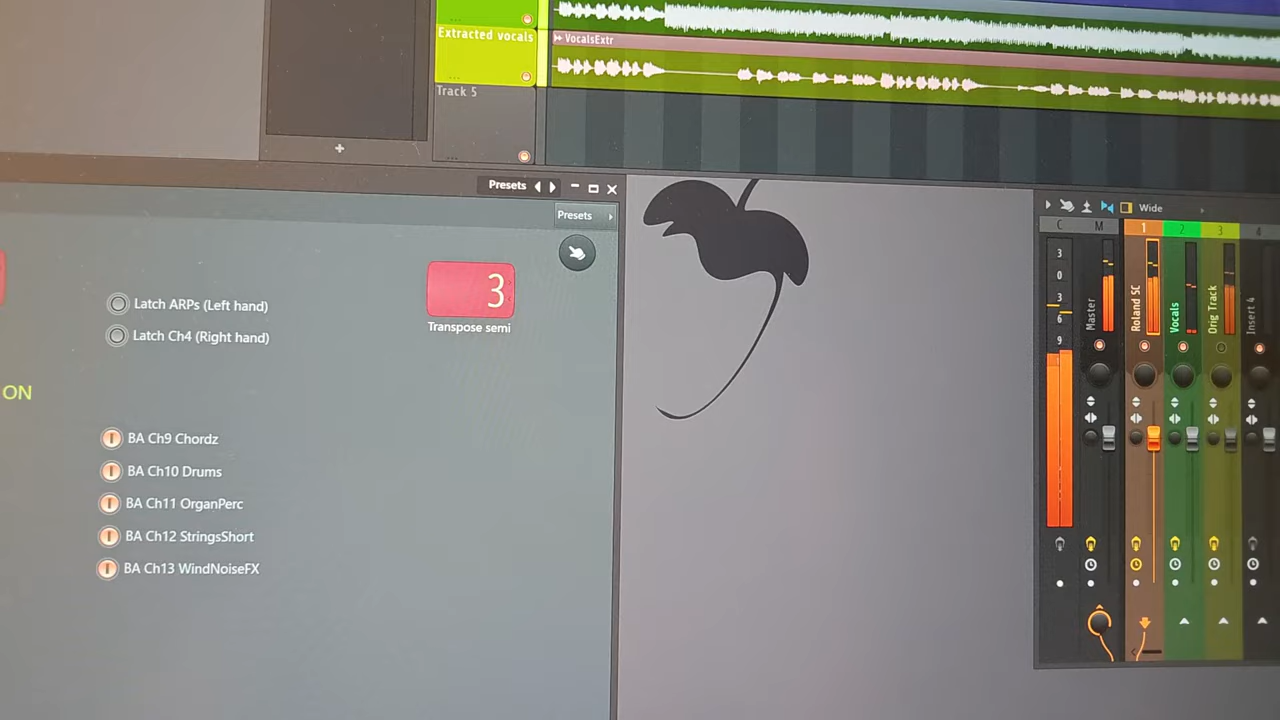 Extracted vocals
VocalsExtr
Track 5
+
Presets
Presets
3
Transpose semi
Latch ARPs (Left hand)
Latch Ch4 (Right hand)
ON
BA Ch9 Chordz
BA Ch10 Drums
BA Ch11 OrganPerc
BA Ch12 StringsShort
BA Ch13 WindNoiseFX
Wide
C M 1 2 3 4
3
0
3
6
9
Master
Roland SC
Vocals
Orig Track
Insert 4